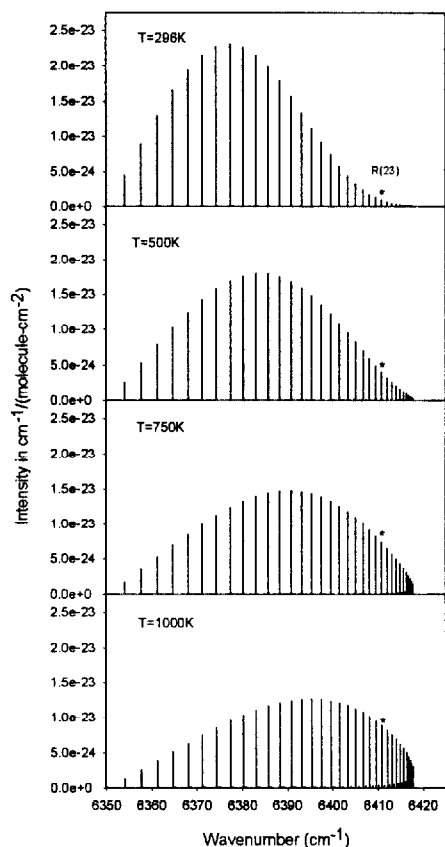 2.5e-23
T=296K
2.0e-23
1.5e-23
1.0e-23
R(23)
5.0e-24
*
0.0e+0
2.5e-23
T=500K
2.0e-23
1.5e-23
1.0e-23
5.0e-24
*
0.0e+0
Intensity in cm-1/(molecule-cm-2)
2.5e-23
T=750K
2.0e-23
1.5e-23
1.0e-23
*
5.0e-24
0.0e+0
2.5e-23
T=1000K
2.0e-23
1.5e-23
1.0e-23
*
5.0e-24
0.0e+0
6350 6360 6370 6380 6390 6400 6410 6420
Wavenumber (cm-1)